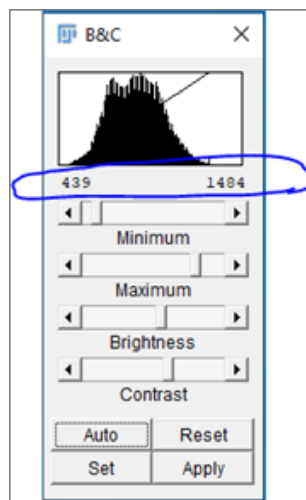 B&C
439 1484
Minimum
Maximum
Brightness
Contrast
Auto Reset
Set Apply